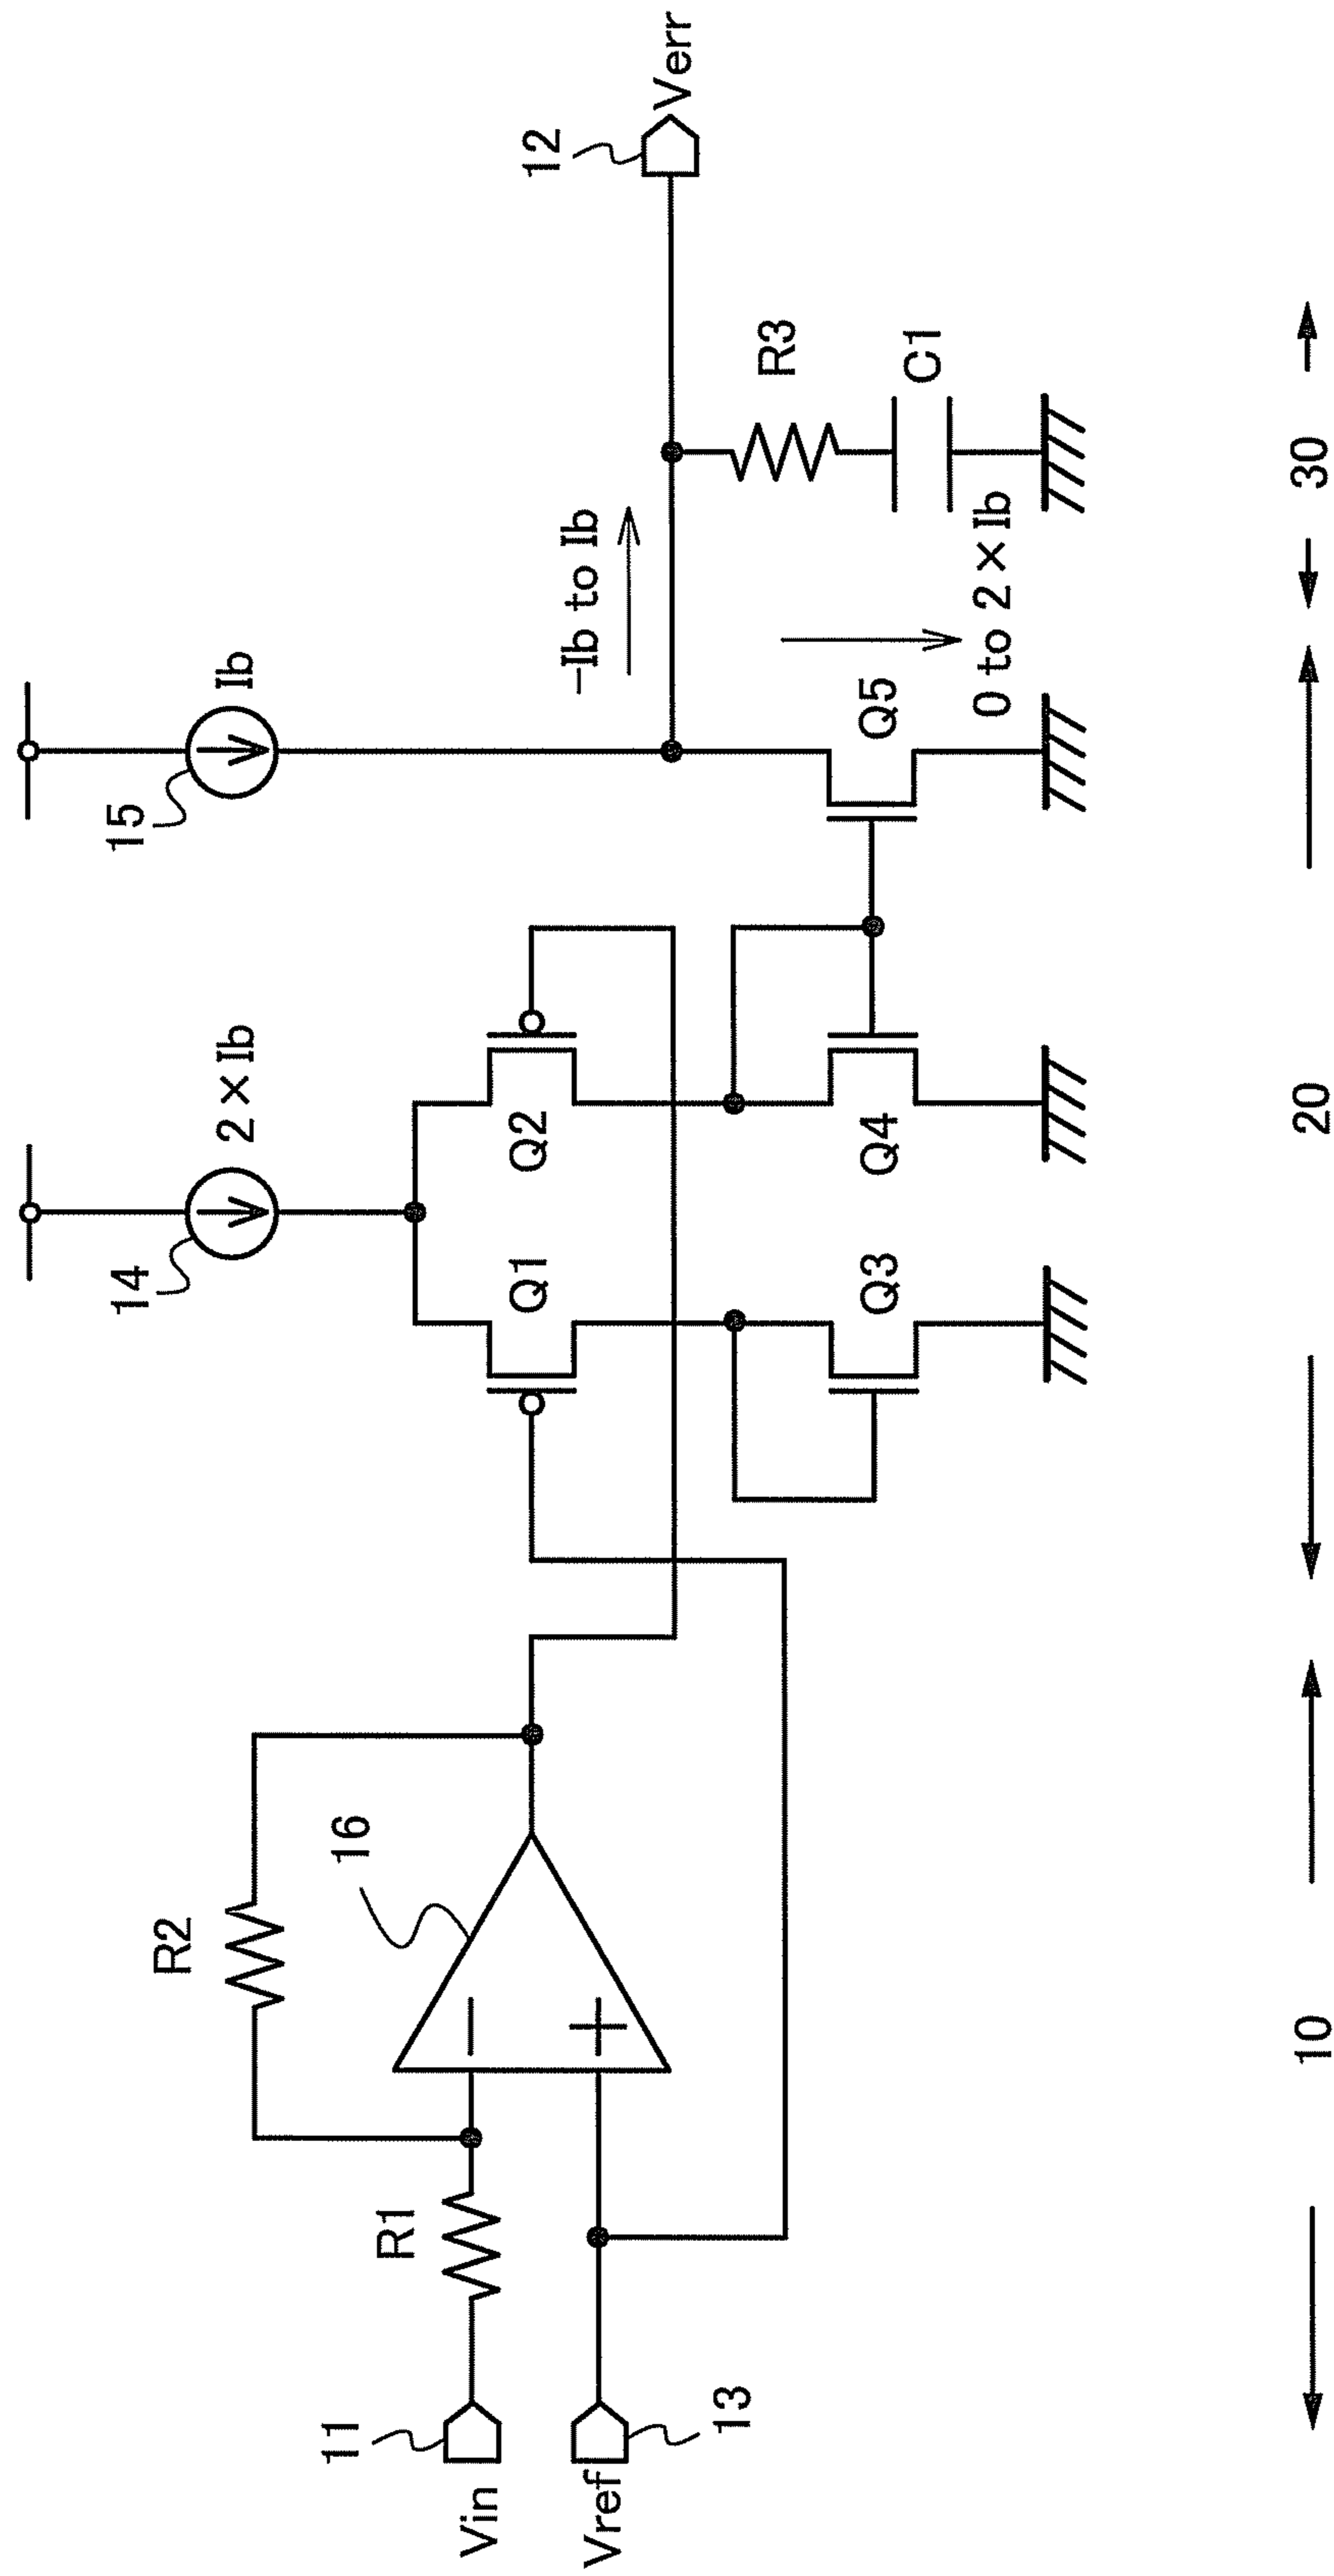 14
2×Ib
15
Ib
R2
16
Q1
Q2
−Ib to Ib
12
Verr
11
R1
−
Vin
+
Vref
13
Q3
Q4
Q5
0 to 2×Ib
R3
C1
10
20
30